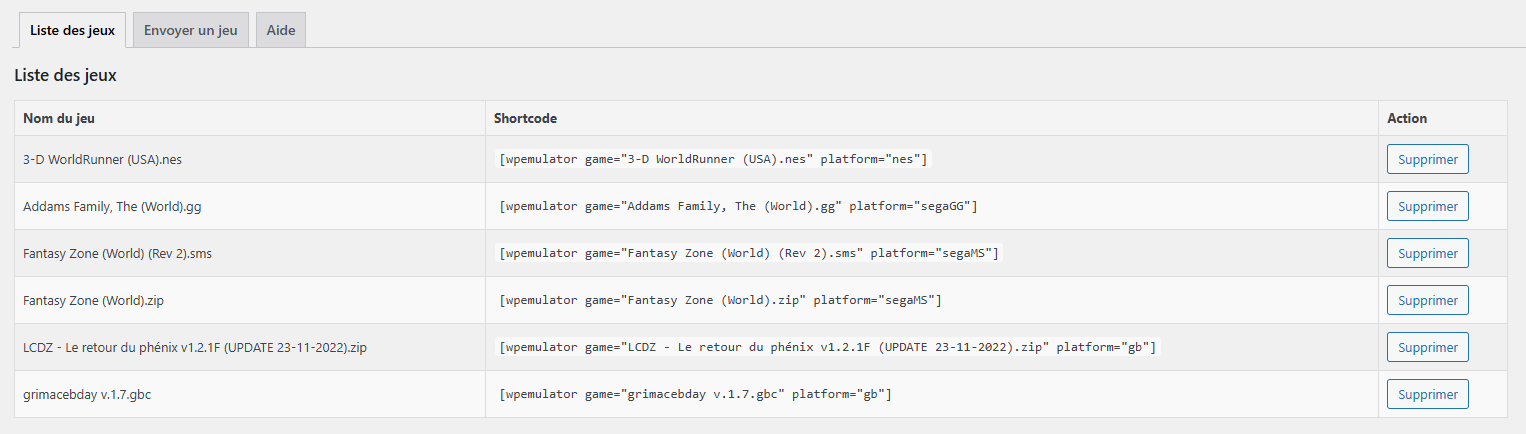 Liste des jeux Envoyer un jeu Aide
Liste des jeux
Nom du jeu Shortcode Action
3-D WorldRunner (USA).nes [wpemulator game="3-D WorldRunner (USA).nes" platform="nes"] Supprimer
Addams Family, The (World).gg [wpemulator game="Addams Family, The (World).gg" platform="segaGG"] Supprimer
Fantasy Zone (World) (Rev 2).sms [wpemulator game="Fantasy Zone (World) (Rev 2).sms" platform="segaMS"] Supprimer
Fantasy Zone (World).zip [wpemulator game="Fantasy Zone (World).zip" platform="segaMS"] Supprimer
LCDZ - Le retour du phénix v1.2.1F (UPDATE 23-11-2022).zip [wpemulator game="LCDZ - Le retour du phénix v1.2.1F (UPDATE 23-11-2022).zip" platform="gb"] Supprimer
grimacebday v.1.7.gbc [wpemulator game="grimacebday v.1.7.gbc" platform="gb"] Supprimer